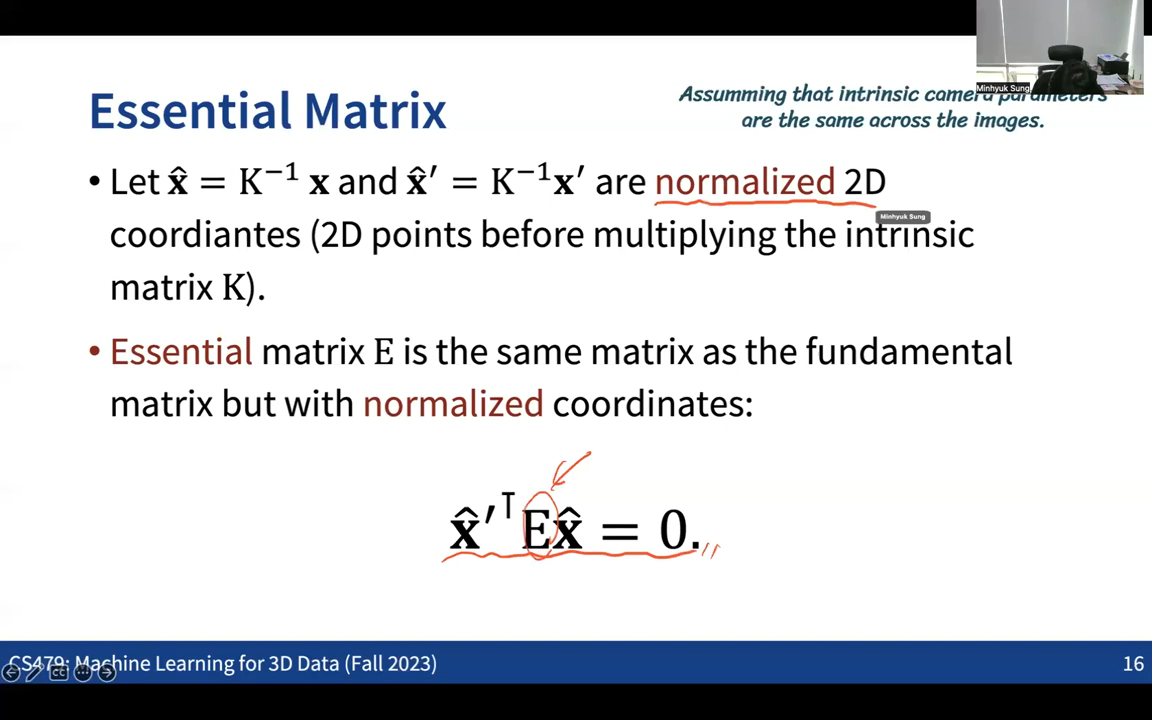 Minhyuk Sung
Essential Matrix
Assumming that intrinsic camera parameters
are the same across the images.
• Let x̂ = K⁻¹ x and x̂′ = K⁻¹x′ are normalized 2D
Minhyuk Sung
coordiantes (2D points before multiplying the intrinsic
matrix K).
• Essential matrix E is the same matrix as the fundamental
matrix but with normalized coordinates:
x̂′ᵀEx̂ = 0.
CS479: Machine Learning for 3D Data (Fall 2023)
16